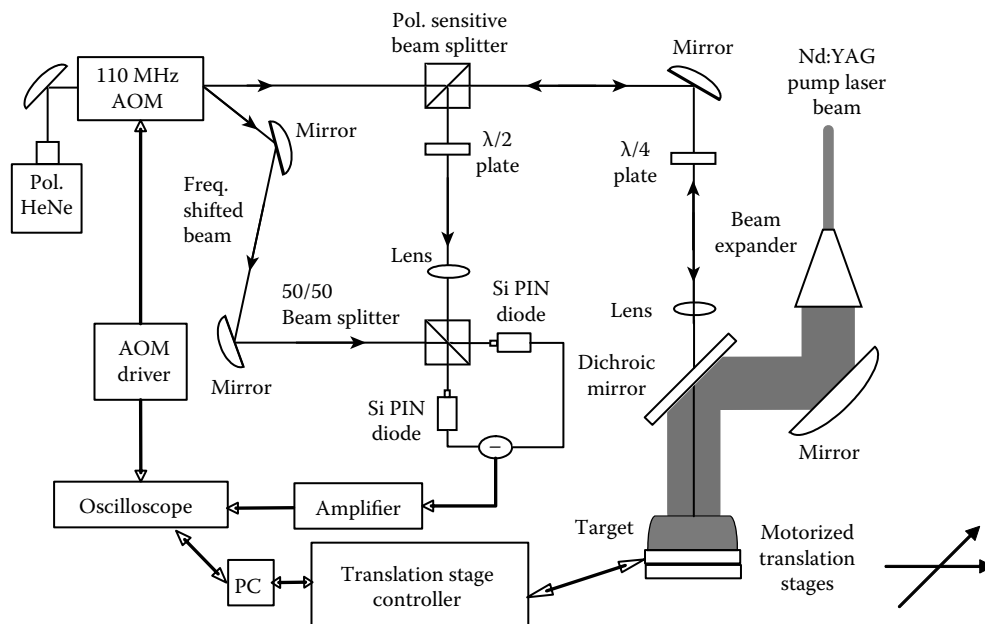 Pol. sensitive
beam splitter
Mirror
Nd:YAG
pump laser
beam
110 MHz
AOM
Mirror
λ/2
plate
λ/4
plate
Pol.
HeNe
Freq.
shifted
beam
Beam
expander
Lens
50/50
Beam splitter
Si PIN
diode
Lens
AOM
driver
Mirror
Dichroic
mirror
Si PIN
diode
–
Mirror
Oscilloscope
Amplifier
Target
Motorized
translation
stages
PC
Translation stage
controller